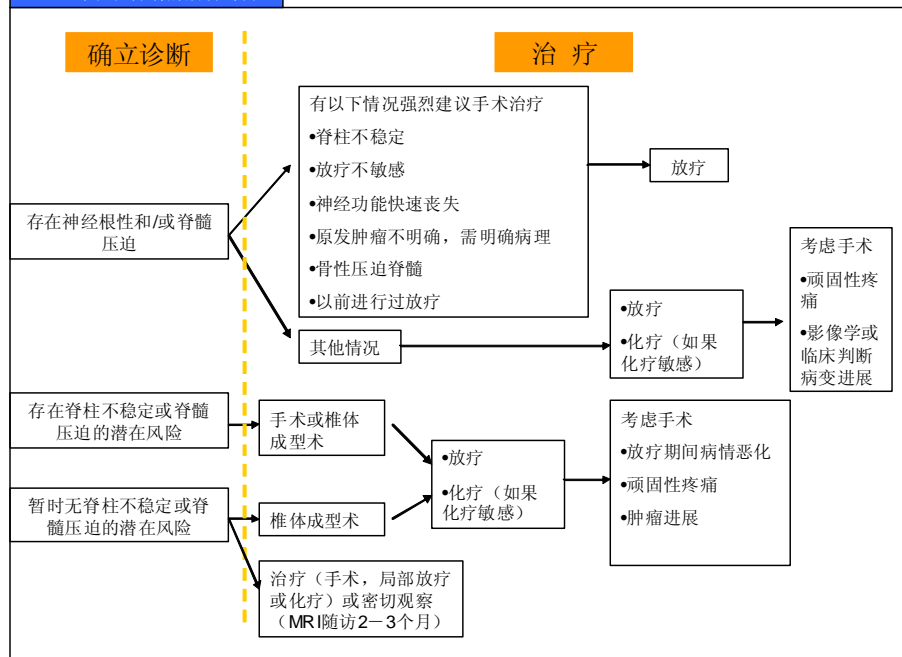 确立诊断
治 疗
有以下情况强烈建议手术治疗
•脊柱不稳定
•放疗不敏感
•神经功能快速丧失
•原发肿瘤不明确，需明确病理
•骨性压迫脊髓
•以前进行过放疗
放疗
存在神经根性和/或脊髓
压迫
其他情况
•放疗
•化疗（如果
化疗敏感）
考虑手术
•顽固性疼
痛
•影像学或
临床判断
病变进展
存在脊柱不稳定或脊髓
压迫的潜在风险
手术或椎体
成型术
暂时无脊柱不稳定或脊
髓压迫的潜在风险
椎体成型术
•放疗
•化疗（如果
化疗敏感）
考虑手术
•放疗期间病情恶化
•顽固性疼痛
•肿瘤进展
治疗（手术，局部放疗
或化疗）或密切观察
（MRI随访2－3个月）